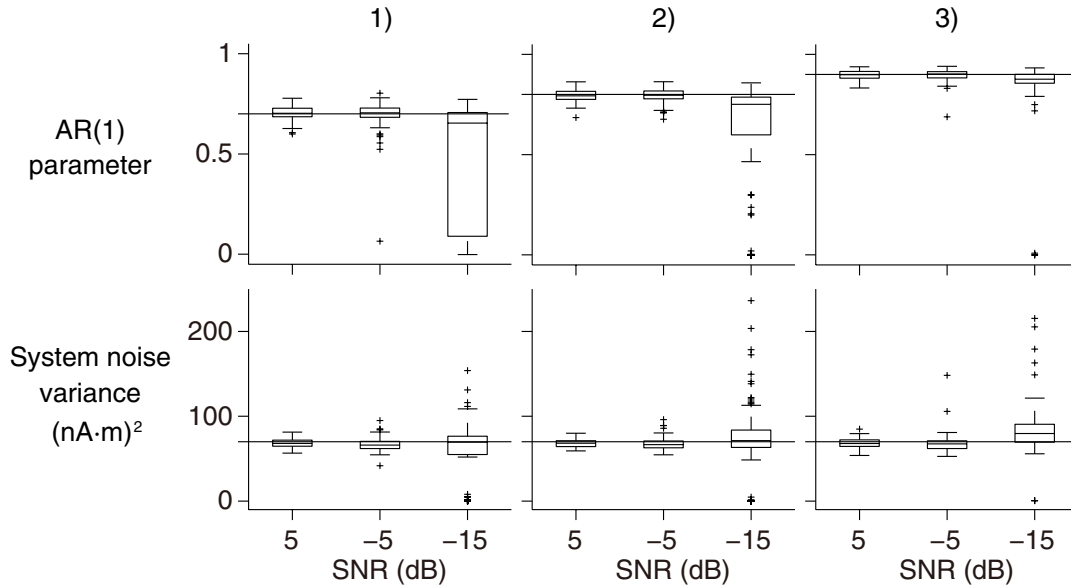 1) 2) 3)
1
AR(1)
parameter
0.5
0
200
System noise
variance
(nA·m)²
100
0
5 −5 −15 5 −5 −15 5 −5 −15
SNR (dB) SNR (dB) SNR (dB)